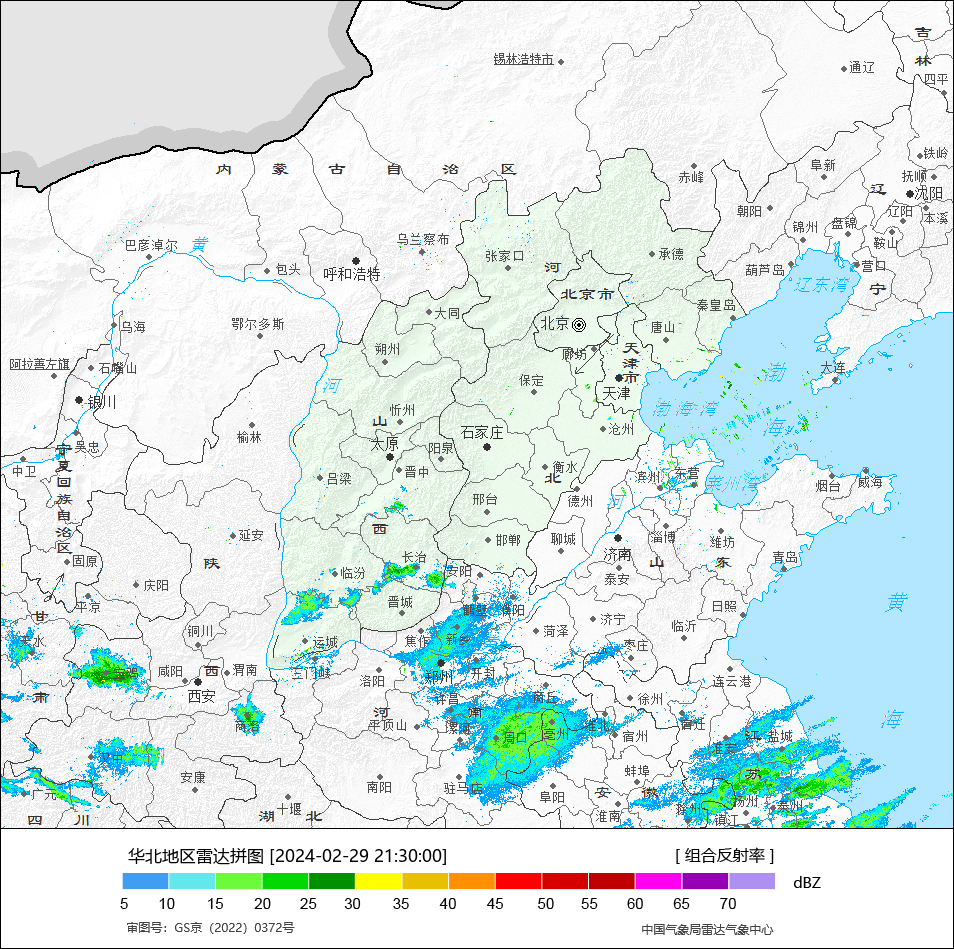 吉
林
锡林浩特市
通辽
四平
内 蒙 古 自 治 区
铁岭
阜新
抚顺
赤峰
辽
沈阳
朝阳
辽阳
本溪
锦州
盘锦
鞍山
巴彦淖尔
黄
乌兰察布
张家口
河
承德
葫芦岛
营口
包头
呼和浩特
辽东湾
宁
北京市
秦皇岛
乌海
鄂尔多斯
大同
北京
唐山
朔州
廊坊
天
津
市
阿拉善左旗
石嘴山
保定
渤
大连
河
天津
银川
渤海湾
山
忻州
海
榆林
石家庄
沧州
吴忠
太原
阳泉
宁
夏
回
族
自
治
区
中卫
晋中
衡水
北
滨州
东营
莱州湾
吕梁
烟台
威海
邢台
德州
河
西
延安
邯郸
聊城
淄博
潍坊
济南
固原
陕
长治
山
东
青岛
临汾
安阳
泰安
庆阳
平凉
晋城
日照
黄
甘
濮阳
济宁
铜川
菏泽
临沂
运城
焦作
新乡
枣庄
咸阳
西
渭南
三门峡
洛阳
郑州
开封
连云港
肃
西安
许昌
商丘
徐州
河
南
商洛
平顶山
漯河
淮北
宿迁
海
周口
亳州
宿州
淮安
江
盐城
汉中
安康
南阳
驻马店
阜阳
蚌埠
苏
广元
安
徽
扬州
泰州
四
川
湖
十堰
北
淮南
滁州
镇江
华北地区雷达拼图 [2024-02-29 21:30:00]
[ 组合反射率 ]
dBZ
5 10 15 20 25 30 35 40 45 50 55 60 65 70
审图号：GS京（2022）0372号
中国气象局雷达气象中心